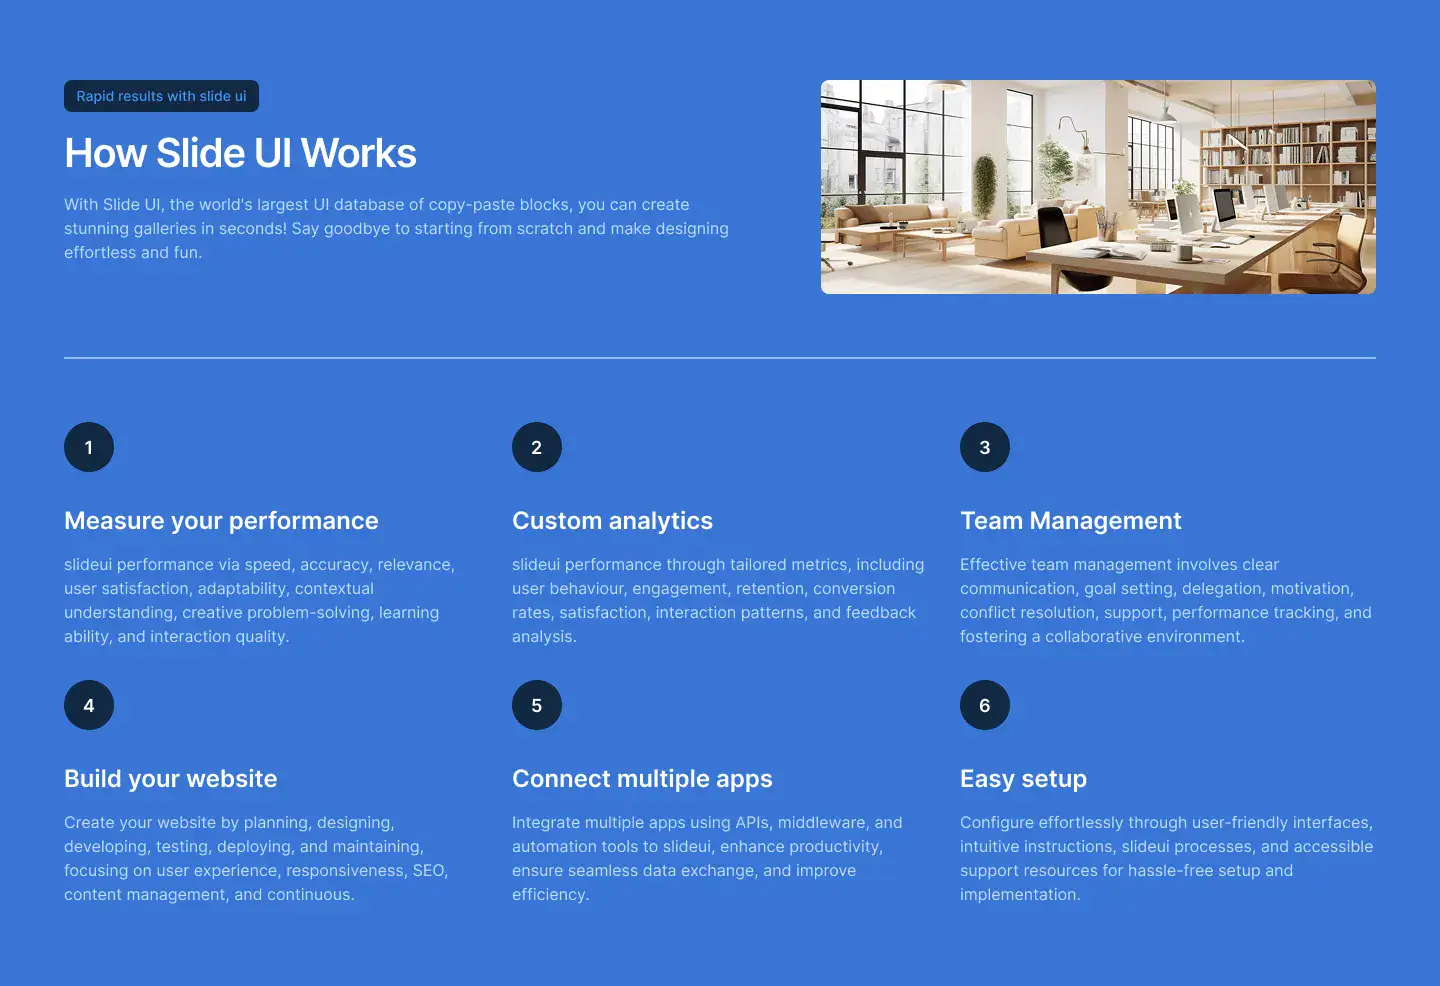 Rapid results with slide ui
How Slide UI Works
With Slide UI, the world's largest UI database of copy-paste blocks, you can create
stunning galleries in seconds! Say goodbye to starting from scratch and make designing
effortless and fun.
1
Measure your performance
slideui performance via speed, accuracy, relevance,
user satisfaction, adaptability, contextual
understanding, creative problem-solving, learning
ability, and interaction quality.
2
Custom analytics
slideui performance through tailored metrics, including
user behaviour, engagement, retention, conversion
rates, satisfaction, interaction patterns, and feedback
analysis.
3
Team Management
Effective team management involves clear
communication, goal setting, delegation, motivation,
conflict resolution, support, performance tracking, and
fostering a collaborative environment.
4
Build your website
Create your website by planning, designing,
developing, testing, deploying, and maintaining,
focusing on user experience, responsiveness, SEO,
content management, and continuous.
5
Connect multiple apps
Integrate multiple apps using APIs, middleware, and
automation tools to slideui, enhance productivity,
ensure seamless data exchange, and improve
efficiency.
6
Easy setup
Configure effortlessly through user-friendly interfaces,
intuitive instructions, slideui processes, and accessible
support resources for hassle-free setup and
implementation.